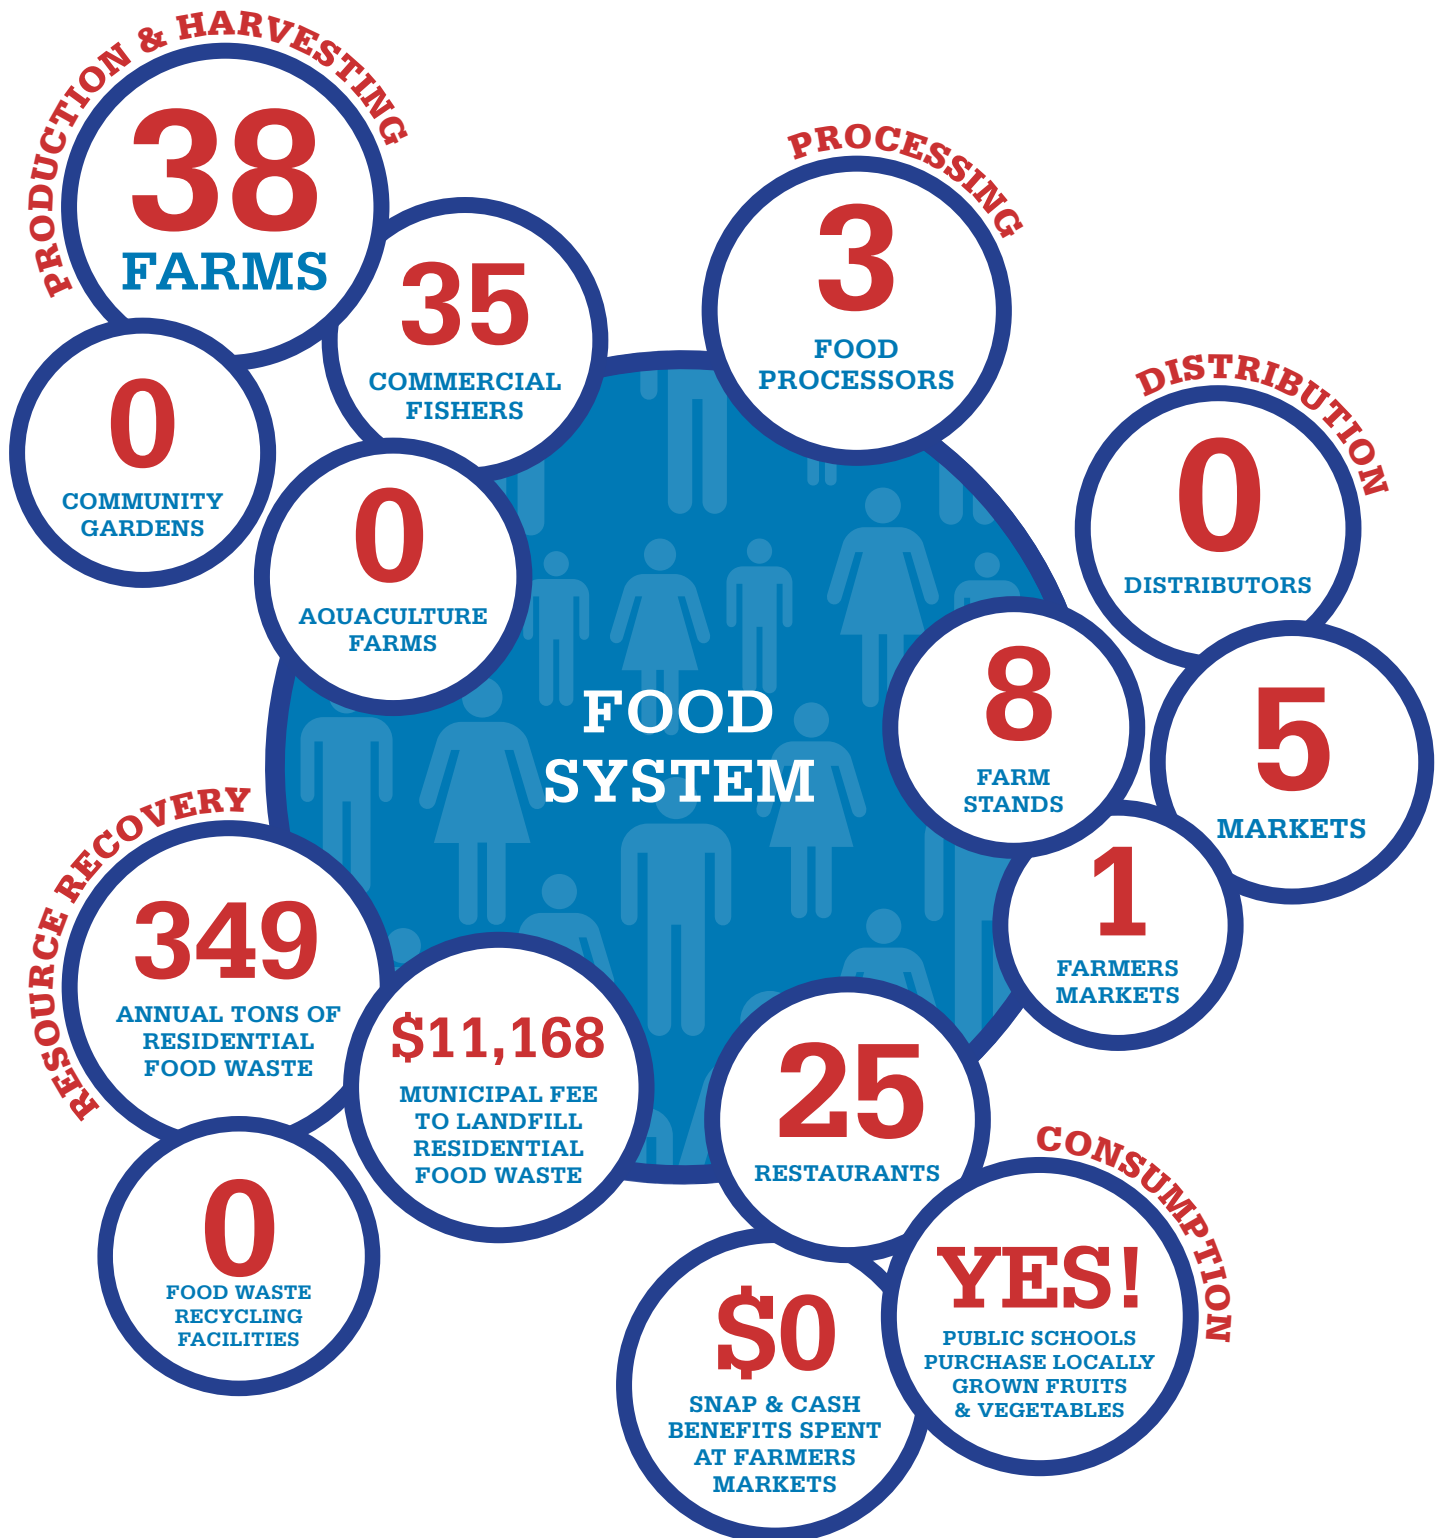 PRODUCTION & HARVESTING
38
FARMS
35
COMMERCIAL
FISHERS
0
COMMUNITY
GARDENS
0
AQUACULTURE
FARMS
PROCESSING
3
FOOD
PROCESSORS
DISTRIBUTION
0
DISTRIBUTORS
8
FARM
STANDS
5
MARKETS
1
FARMERS
MARKETS
FOOD
SYSTEM
RESOURCE RECOVERY
349
ANNUAL TONS OF
RESIDENTIAL
FOOD WASTE
$11,168
MUNICIPAL FEE
TO LANDFILL
RESIDENTIAL
FOOD WASTE
0
FOOD WASTE
RECYCLING
FACILITIES
CONSUMPTION
25
RESTAURANTS
YES!
PUBLIC SCHOOLS
PURCHASE LOCALLY
GROWN FRUITS
& VEGETABLES
$0
SNAP & CASH
BENEFITS SPENT
AT FARMERS
MARKETS